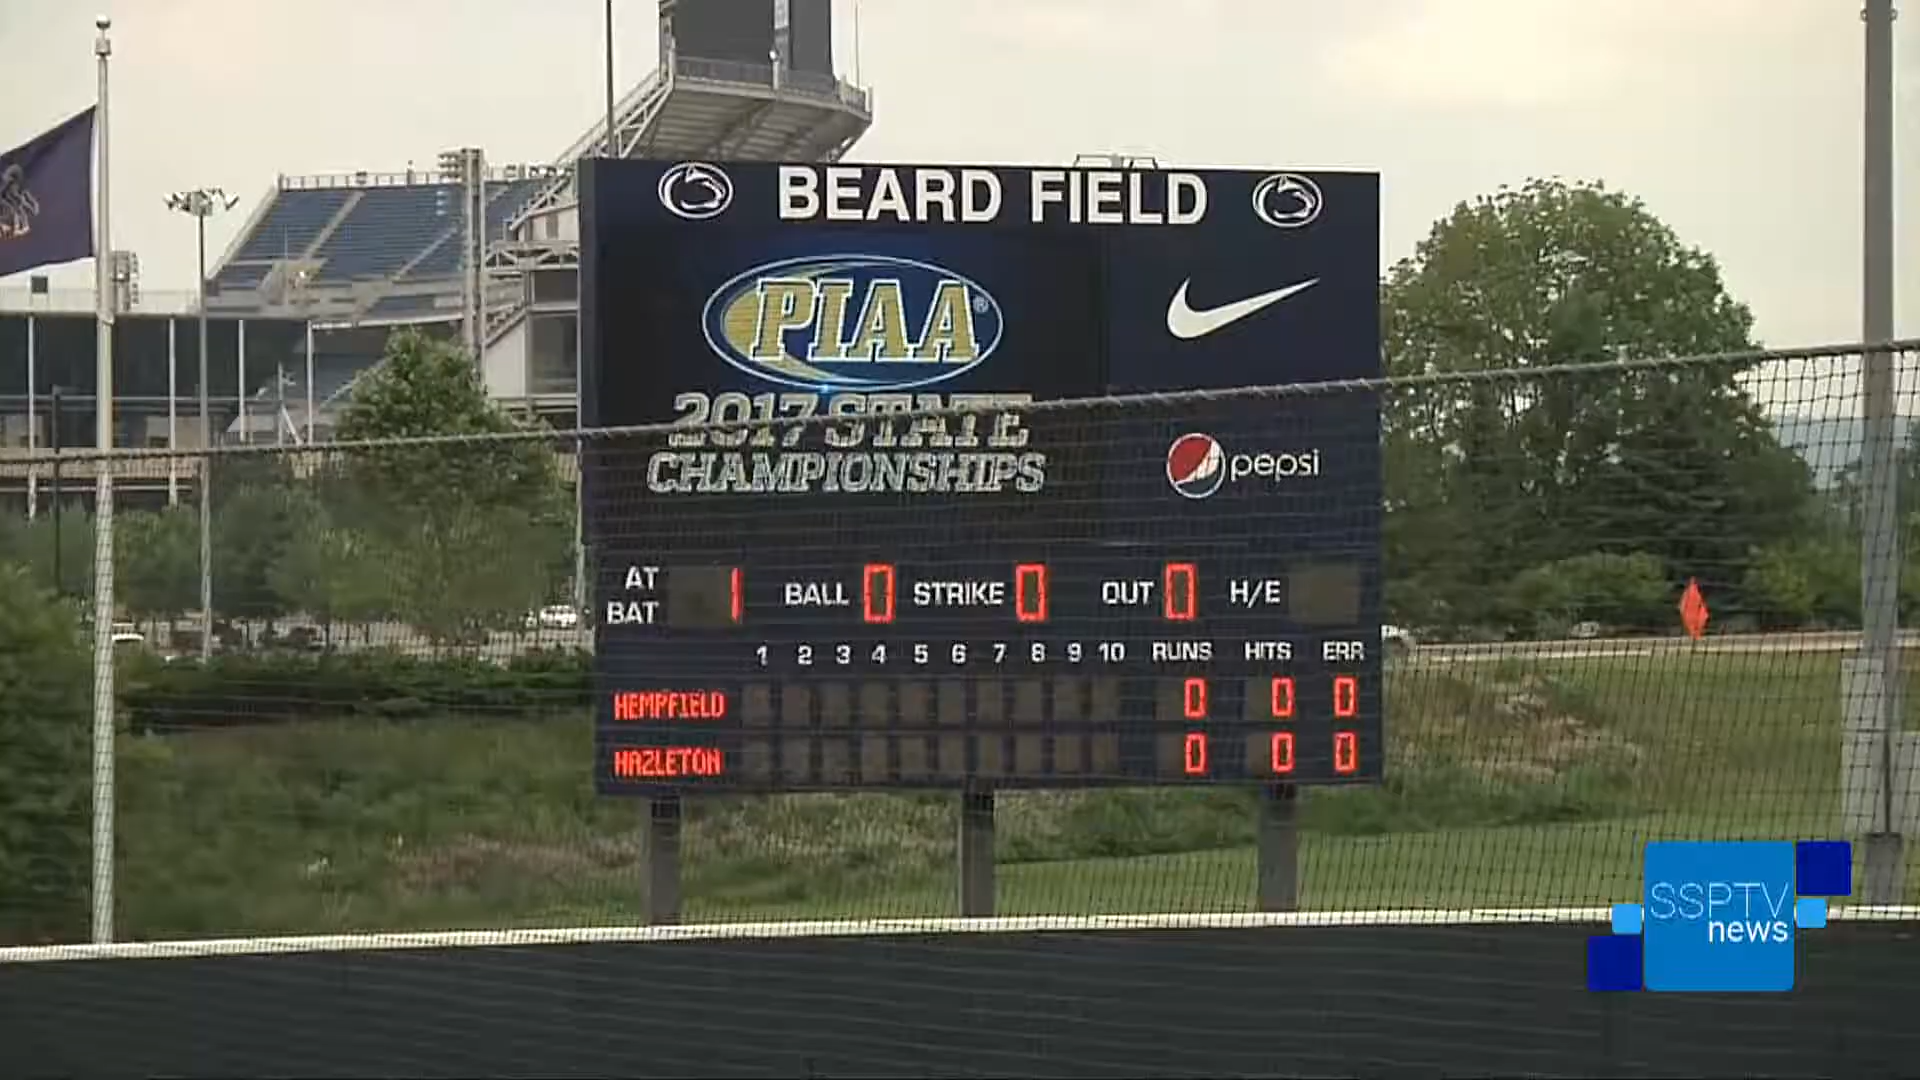 BEARD FIELD
PIAA®
2017 STATE
CHAMPIONSHIPS
pepsi
AT BAT 1 BALL 0 STRIKE 0 OUT 0 H/E
1 2 3 4 5 6 7 8 9 10 RUNS HITS ERR
HEMPFIELD 0 0 0
HAZLETON 0 0 0
SSPTV
news